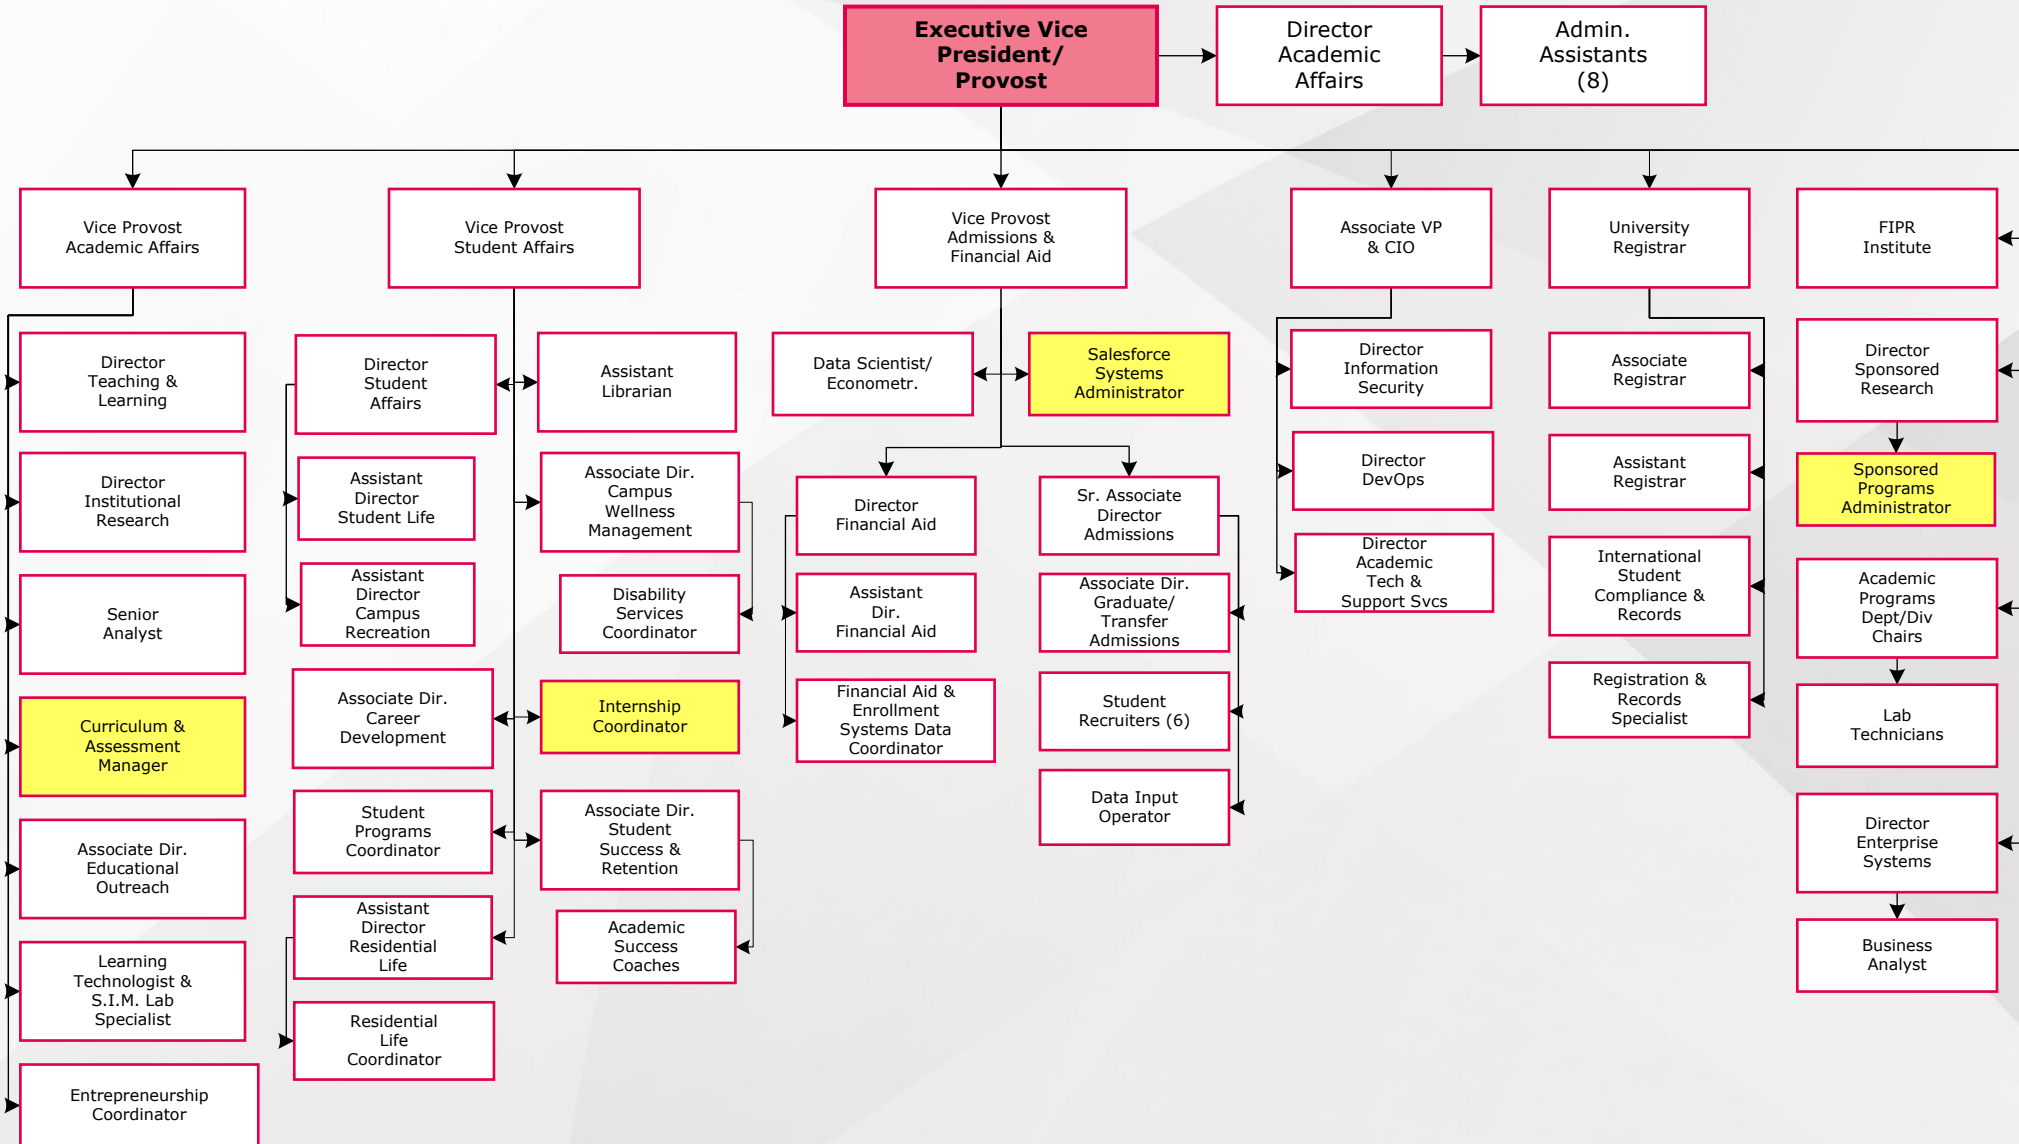 Executive Vice
President/
Provost
Director
Academic
Affairs
Admin.
Assistants
(8)
Vice Provost
Academic Affairs
Vice Provost
Student Affairs
Vice Provost
Admissions &
Financial Aid
Associate VP
& CIO
University
Registrar
FIPR
Institute
Director
Teaching &
Learning
Director
Institutional
Research
Senior
Analyst
Curriculum &
Assessment
Manager
Associate Dir.
Educational
Outreach
Learning
Technologist &
S.I.M. Lab
Specialist
Entrepreneurship
Coordinator
Director
Student
Affairs
Assistant
Director
Student Life
Assistant
Director
Campus
Recreation
Associate Dir.
Career
Development
Student
Programs
Coordinator
Assistant
Director
Residential
Life
Residential
Life
Coordinator
Assistant
Librarian
Associate Dir.
Campus
Wellness
Management
Disability
Services
Coordinator
Internship
Coordinator
Associate Dir.
Student
Success &
Retention
Academic
Success
Coaches
Data Scientist/
Econometr.
Salesforce
Systems
Administrator
Director
Financial Aid
Assistant
Dir.
Financial Aid
Financial Aid &
Enrollment
Systems Data
Coordinator
Sr. Associate
Director
Admissions
Associate Dir.
Graduate/
Transfer
Admissions
Student
Recruiters (6)
Data Input
Operator
Director
Information
Security
Director
DevOps
Director
Academic
Tech &
Support Svcs
Associate
Registrar
Assistant
Registrar
International
Student
Compliance &
Records
Registration &
Records
Specialist
Director
Sponsored
Research
Sponsored
Programs
Administrator
Academic
Programs
Dept/Div
Chairs
Lab
Technicians
Director
Enterprise
Systems
Business
Analyst